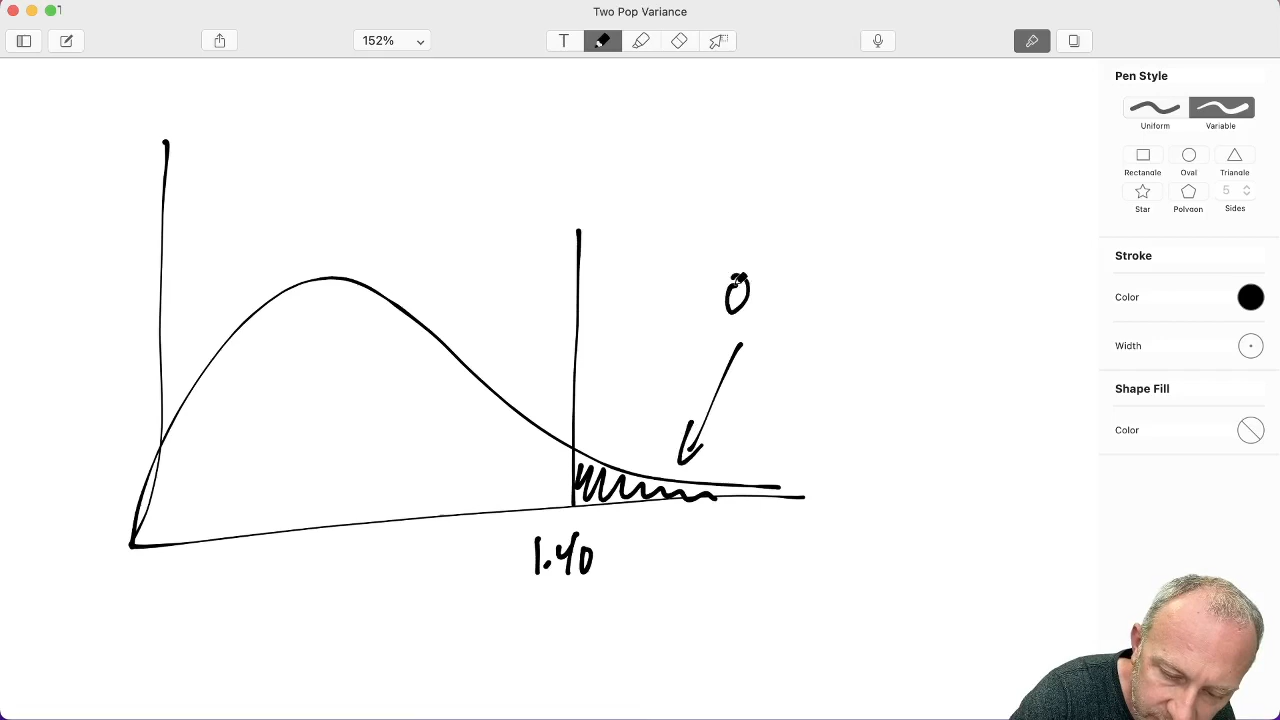 Two Pop Variance
152%
T
Pen Style
Uniform Variable
Rectangle Oval Triangle
5
Star Polygon Sides
Stroke
Color
Width
Shape Fill
Color
0
1.40